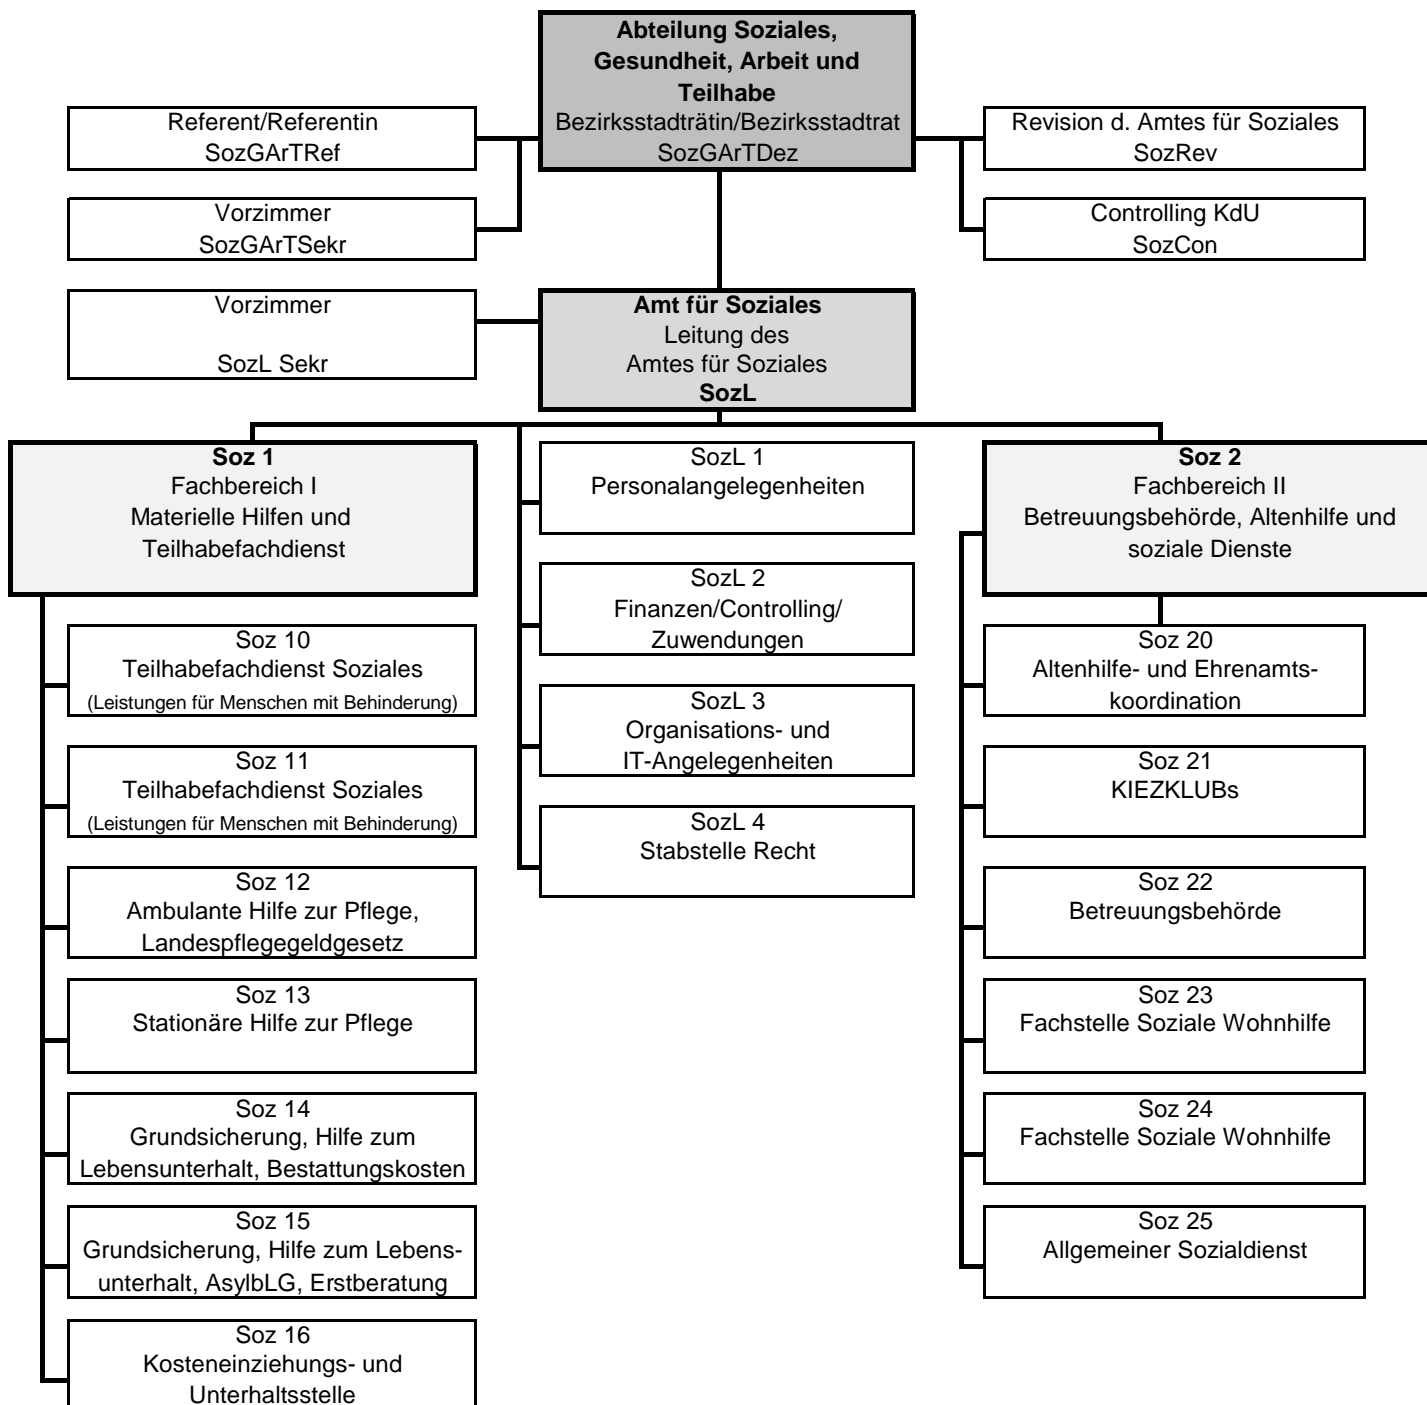 Abteilung Soziales,
Gesundheit, Arbeit und
Teilhabe
Bezirksstadträtin/Bezirksstadtrat
SozGArTDez
Referent/Referentin
SozGArTRef
Vorzimmer
SozGArTSekr
Revision d. Amtes für Soziales
SozRev
Controlling KdU
SozCon
Vorzimmer
SozL Sekr
Amt für Soziales
Leitung des
Amtes für Soziales
SozL
Soz 1
Fachbereich I
Materielle Hilfen und
Teilhabefachdienst
Soz 10
Teilhabefachdienst Soziales
(Leistungen für Menschen mit Behinderung)
Soz 11
Teilhabefachdienst Soziales
(Leistungen für Menschen mit Behinderung)
Soz 12
Ambulante Hilfe zur Pflege,
Landespflegegeldgesetz
Soz 13
Stationäre Hilfe zur Pflege
Soz 14
Grundsicherung, Hilfe zum
Lebensunterhalt, Bestattungskosten
Soz 15
Grundsicherung, Hilfe zum Lebens-
unterhalt, AsylbLG, Erstberatung
Soz 16
Kosteneinziehungs- und
Unterhaltsstelle
SozL 1
Personalangelegenheiten
SozL 2
Finanzen/Controlling/
Zuwendungen
SozL 3
Organisations- und
IT-Angelegenheiten
SozL 4
Stabstelle Recht
Soz 2
Fachbereich II
Betreuungsbehörde, Altenhilfe und
soziale Dienste
Soz 20
Altenhilfe- und Ehrenamts-
koordination
Soz 21
KIEZKLUBs
Soz 22
Betreuungsbehörde
Soz 23
Fachstelle Soziale Wohnhilfe
Soz 24
Fachstelle Soziale Wohnhilfe
Soz 25
Allgemeiner Sozialdienst